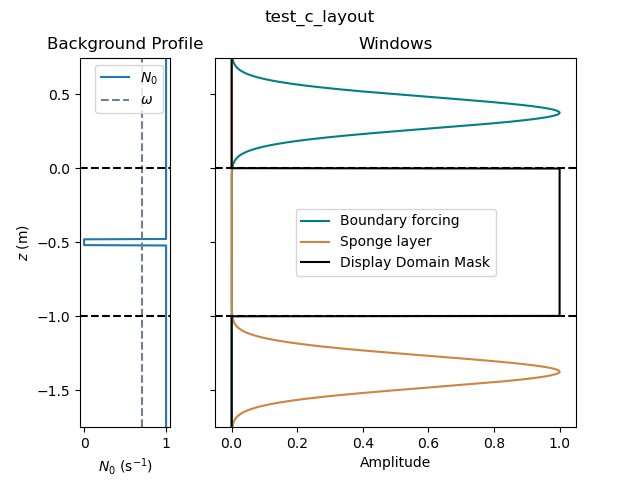 test_c_layout
Background Profile
Windows
N₀
ω
0.5
0.0
−0.5
−1.0
−1.5
z (m)
0 1
N₀ (s⁻¹)
Boundary forcing
Sponge layer
Display Domain Mask
0.0 0.2 0.4 0.6 0.8 1.0
Amplitude